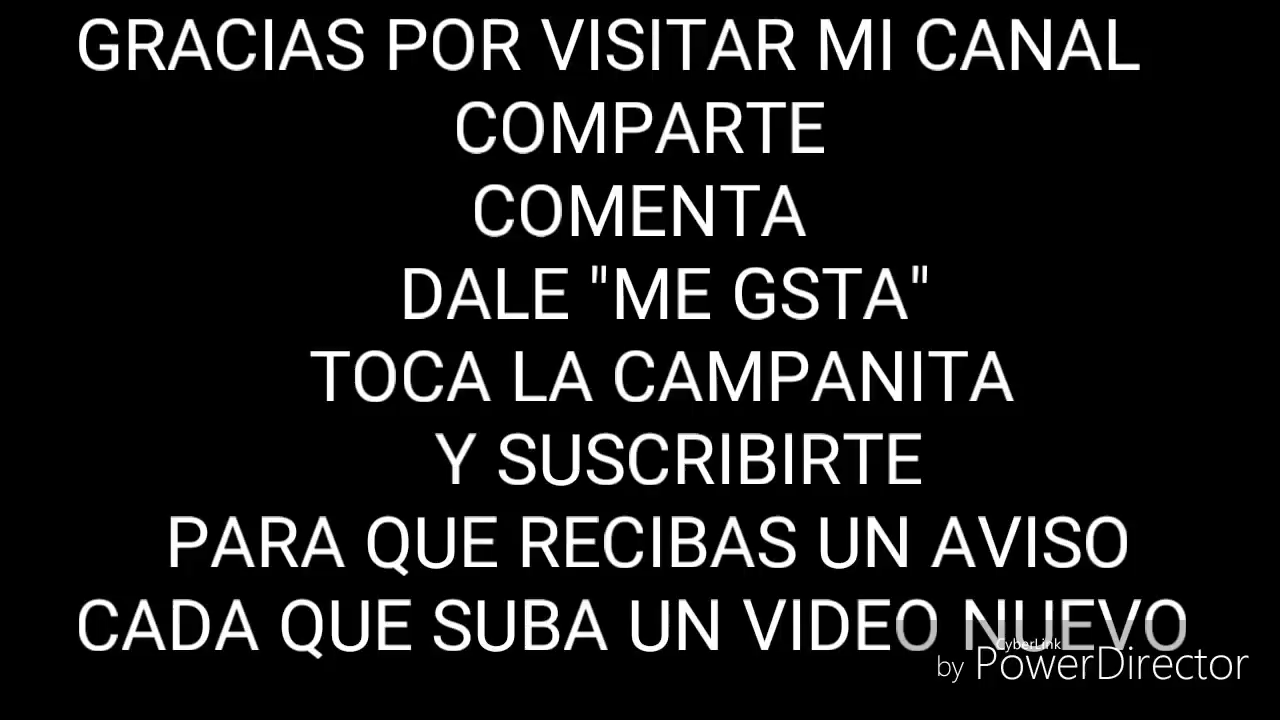 GRACIAS POR VISITAR MI CANAL
COMPARTE
COMENTA
DALE "ME GSTA"
TOCA LA CAMPANITA
Y SUSCRIBIRTE
PARA QUE RECIBAS UN AVISO
CADA QUE SUBA UN VIDEO NUEVO
CyberLink
by PowerDirector